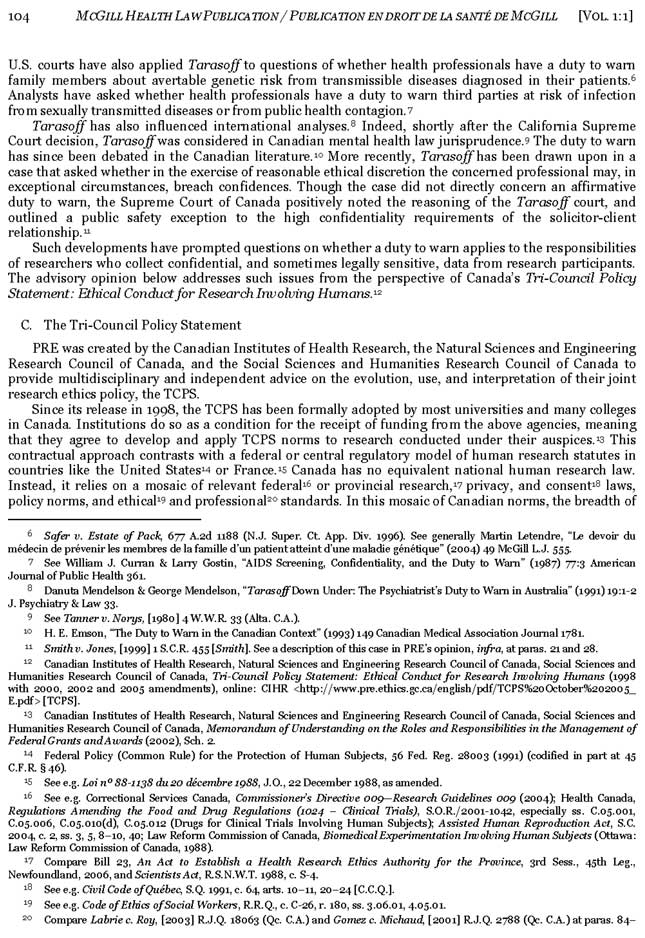 104 MCGILL HEALTH LAW PUBLICATION / PUBLICATION EN DROIT DE LA SANTÉ DE MCGILL [VOL. 1:1]
U.S. courts have also applied Tarasoff to questions of whether health professionals have a duty to warn
family members about avertable genetic risk from transmissible diseases diagnosed in their patients.6
Analysts have asked whether health professionals have a duty to warn third parties at risk of infection
from sexually transmitted diseases or from public health contagion.7
Tarasoff has also influenced international analyses.8 Indeed, shortly after the California Supreme
Court decision, Tarasoff was considered in Canadian mental health law jurisprudence.9 The duty to warn
has since been debated in the Canadian literature.10 More recently, Tarasoff has been drawn upon in a
case that asked whether in the exercise of reasonable ethical discretion the concerned professional may, in
exceptional circumstances, breach confidences. Though the case did not directly concern an affirmative
duty to warn, the Supreme Court of Canada positively noted the reasoning of the Tarasoff court, and
outlined a public safety exception to the high confidentiality requirements of the solicitor-client
relationship.11
Such developments have prompted questions on whether a duty to warn applies to the responsibilities
of researchers who collect confidential, and sometimes legally sensitive, data from research participants.
The advisory opinion below addresses such issues from the perspective of Canada's Tri-Council Policy
Statement: Ethical Conduct for Research Involving Humans.12
C. The Tri-Council Policy Statement
PRE was created by the Canadian Institutes of Health Research, the Natural Sciences and Engineering
Research Council of Canada, and the Social Sciences and Humanities Research Council of Canada to
provide multidisciplinary and independent advice on the evolution, use, and interpretation of their joint
research ethics policy, the TCPS.
Since its release in 1998, the TCPS has been formally adopted by most universities and many colleges
in Canada. Institutions do so as a condition for the receipt of funding from the above agencies, meaning
that they agree to develop and apply TCPS norms to research conducted under their auspices.13 This
contractual approach contrasts with a federal or central regulatory model of human research statutes in
countries like the United States14 or France.15 Canada has no equivalent national human research law.
Instead, it relies on a mosaic of relevant federal16 or provincial research,17 privacy, and consent18 laws,
policy norms, and ethical19 and professional20 standards. In this mosaic of Canadian norms, the breadth of
6 Safer v. Estate of Pack, 677 A.2d 1188 (N.J. Super. Ct. App. Div. 1996). See generally Martin Letendre, "Le devoir du
médecin de prévenir les membres de la famille d'un patient atteint d'une maladie génétique" (2004) 49 McGill L.J. 555.
7 See William J. Curran & Larry Gostin, "AIDS Screening, Confidentiality, and the Duty to Warn" (1987) 77:3 American
Journal of Public Health 361.
8 Danuta Mendelson & George Mendelson, "Tarasoff Down Under: The Psychiatrist's Duty to Warn in Australia" (1991) 19:1-2
J. Psychiatry & Law 33.
9 See Tanner v. Norys, [1980] 4 W.W.R. 33 (Alta. C.A.).
10 H. E. Emson, "The Duty to Warn in the Canadian Context" (1993) 149 Canadian Medical Association Journal 1781.
11 Smith v. Jones, [1999] 1 S.C.R. 455 [Smith]. See a description of this case in PRE's opinion, infra, at paras. 21 and 28.
12 Canadian Institutes of Health Research, Natural Sciences and Engineering Research Council of Canada, Social Sciences and
Humanities Research Council of Canada, Tri-Council Policy Statement: Ethical Conduct for Research Involving Humans (1998
with 2000, 2002 and 2005 amendments), online: CIHR <http://www.pre.ethics.gc.ca/english/pdf/TCPS%20October%202005_
E.pdf> [TCPS].
13 Canadian Institutes of Health Research, Natural Sciences and Engineering Research Council of Canada, Social Sciences and
Humanities Research Council of Canada, Memorandum of Understanding on the Roles and Responsibilities in the Management of
Federal Grants and Awards (2002), Sch. 2.
14 Federal Policy (Common Rule) for the Protection of Human Subjects, 56 Fed. Reg. 28003 (1991) (codified in part at 45
C.F.R. § 46).
15 See e.g. Loi nº 88-1138 du 20 décembre 1988, J.O., 22 December 1988, as amended.
16 See e.g. Correctional Services Canada, Commissioner's Directive 009—Research Guidelines 009 (2004); Health Canada,
Regulations Amending the Food and Drug Regulations (1024 – Clinical Trials), S.O.R./2001-1042, especially ss. C.05.001,
C.05.006, C.05.010(d), C.05.012 (Drugs for Clinical Trials Involving Human Subjects); Assisted Human Reproduction Act, S.C.
2004, c. 2, ss. 3, 5, 8–10, 40; Law Reform Commission of Canada, Biomedical Experimentation Involving Human Subjects (Ottawa:
Law Reform Commission of Canada, 1988).
17 Compare Bill 23, An Act to Establish a Health Research Ethics Authority for the Province, 3rd Sess., 45th Leg.,
Newfoundland, 2006, and Scientists Act, R.S.N.W.T. 1988, c. S-4.
18 See e.g. Civil Code of Québec, S.Q. 1991, c. 64, arts. 10–11, 20–24 [C.C.Q.].
19 See e.g. Code of Ethics of Social Workers, R.R.Q., c. C-26, r. 180, ss. 3.06.01, 4.05.01.
20 Compare Labrie c. Roy, [2003] R.J.Q. 18063 (Qc. C.A.) and Gomez c. Michaud, [2001] R.J.Q. 2788 (Qc. C.A.) at paras. 84–